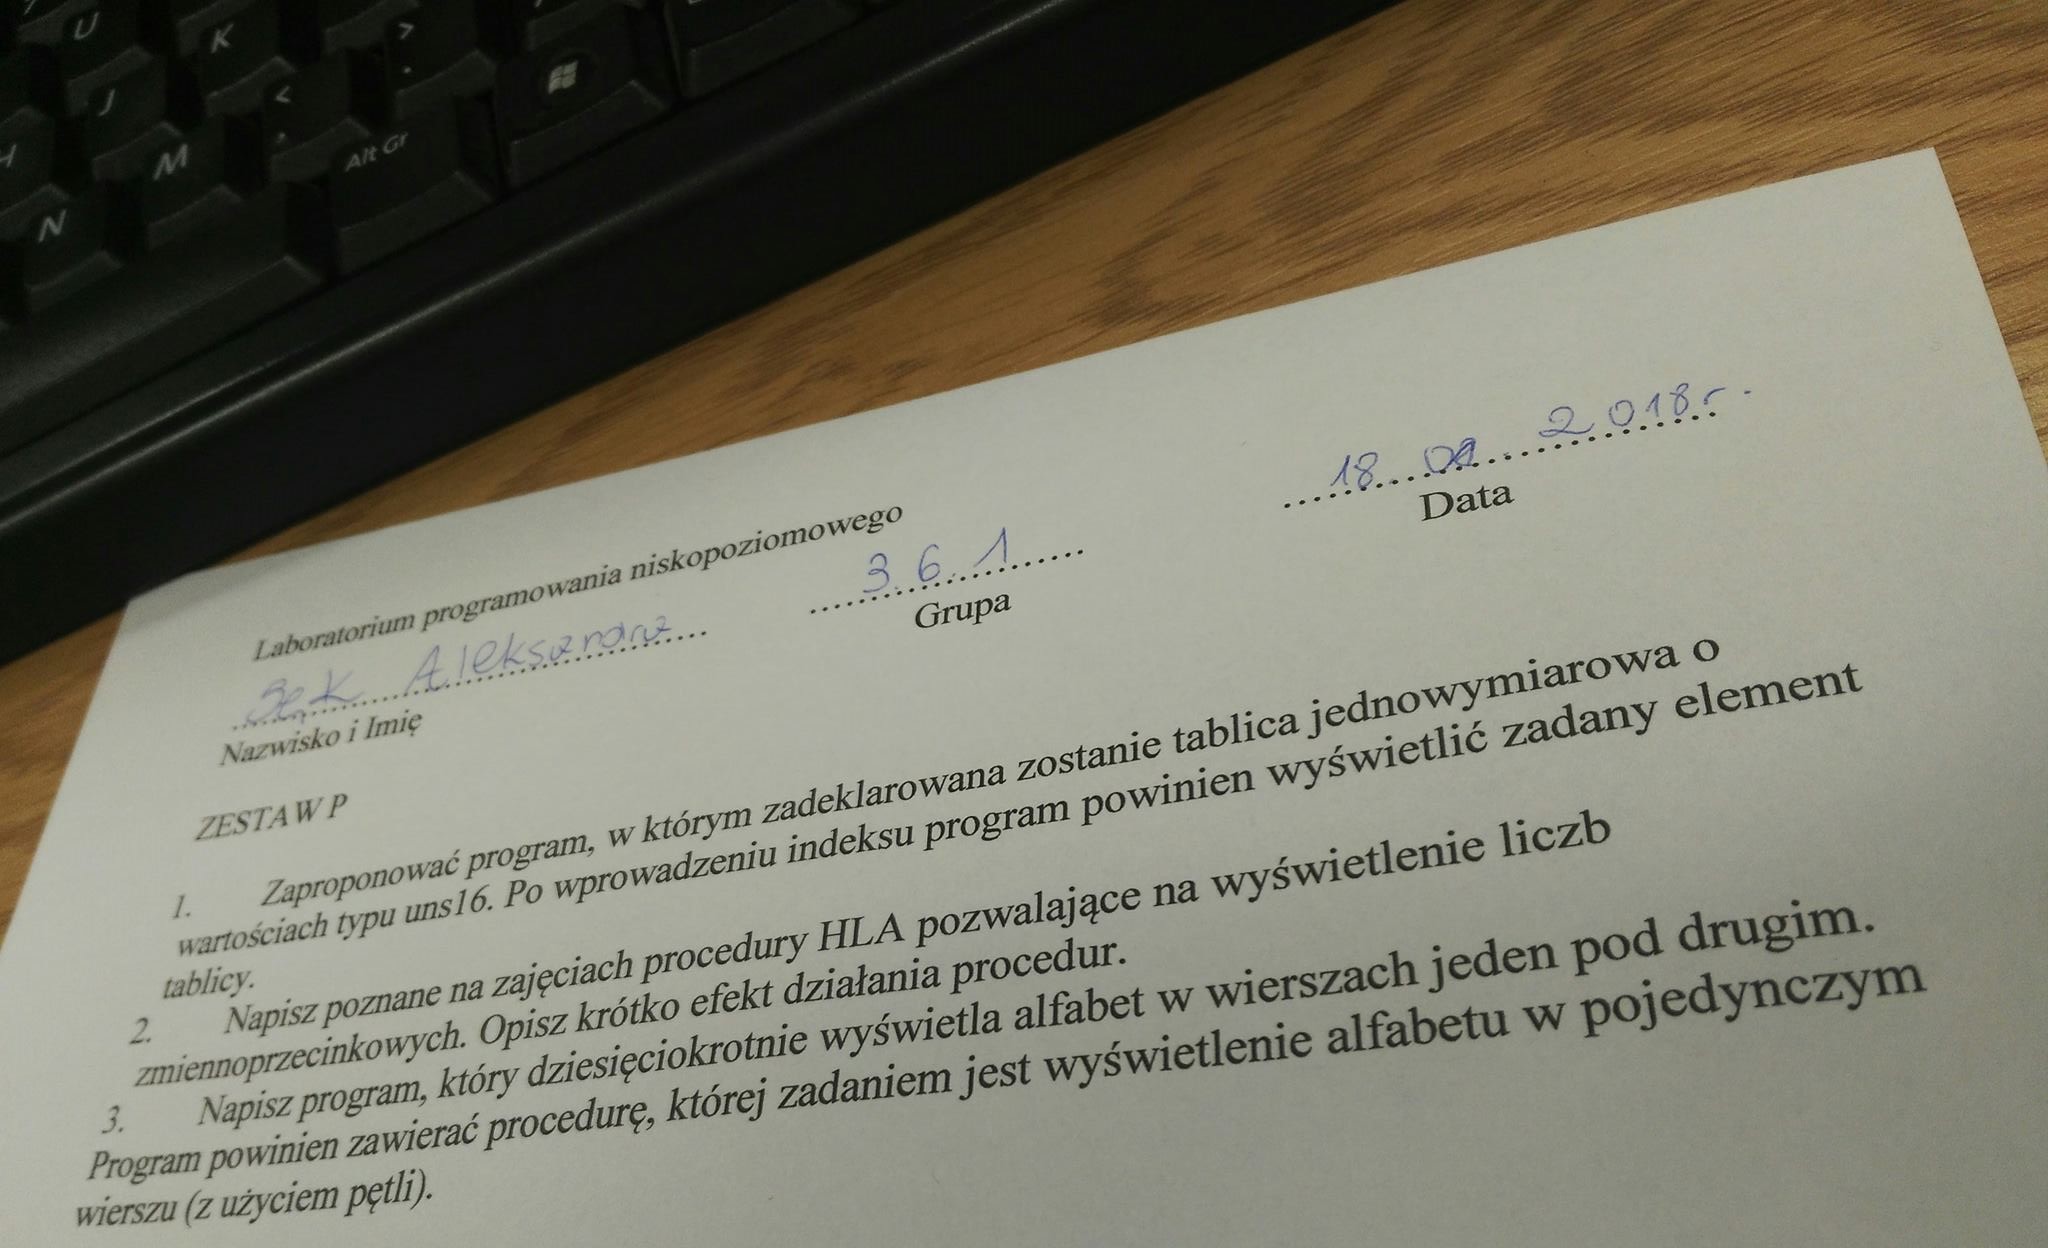 U
K
>
.
J
<
,
H
M
Alt Gr
N
18. 01 2018r.
Data
Laboratorium programowania niskopoziomowego
3.6.1
Grupa
Aleksandra
Nazwisko i Imię
ZESTAW P
1. Zaproponować program, w którym zadeklarowana zostanie tablica jednowymiarowa o
wartościach typu uns16. Po wprowadzeniu indeksu program powinien wyświetlić zadany element
tablicy.
2. Napisz poznane na zajęciach procedury HLA pozwalające na wyświetlenie liczb
zmiennoprzecinkowych. Opisz krótko efekt działania procedur.
3. Napisz program, który dziesięciokrotnie wyświetla alfabet w wierszach jeden pod drugim.
Program powinien zawierać procedurę, której zadaniem jest wyświetlenie alfabetu w pojedynczym
wierszu (z użyciem pętli).